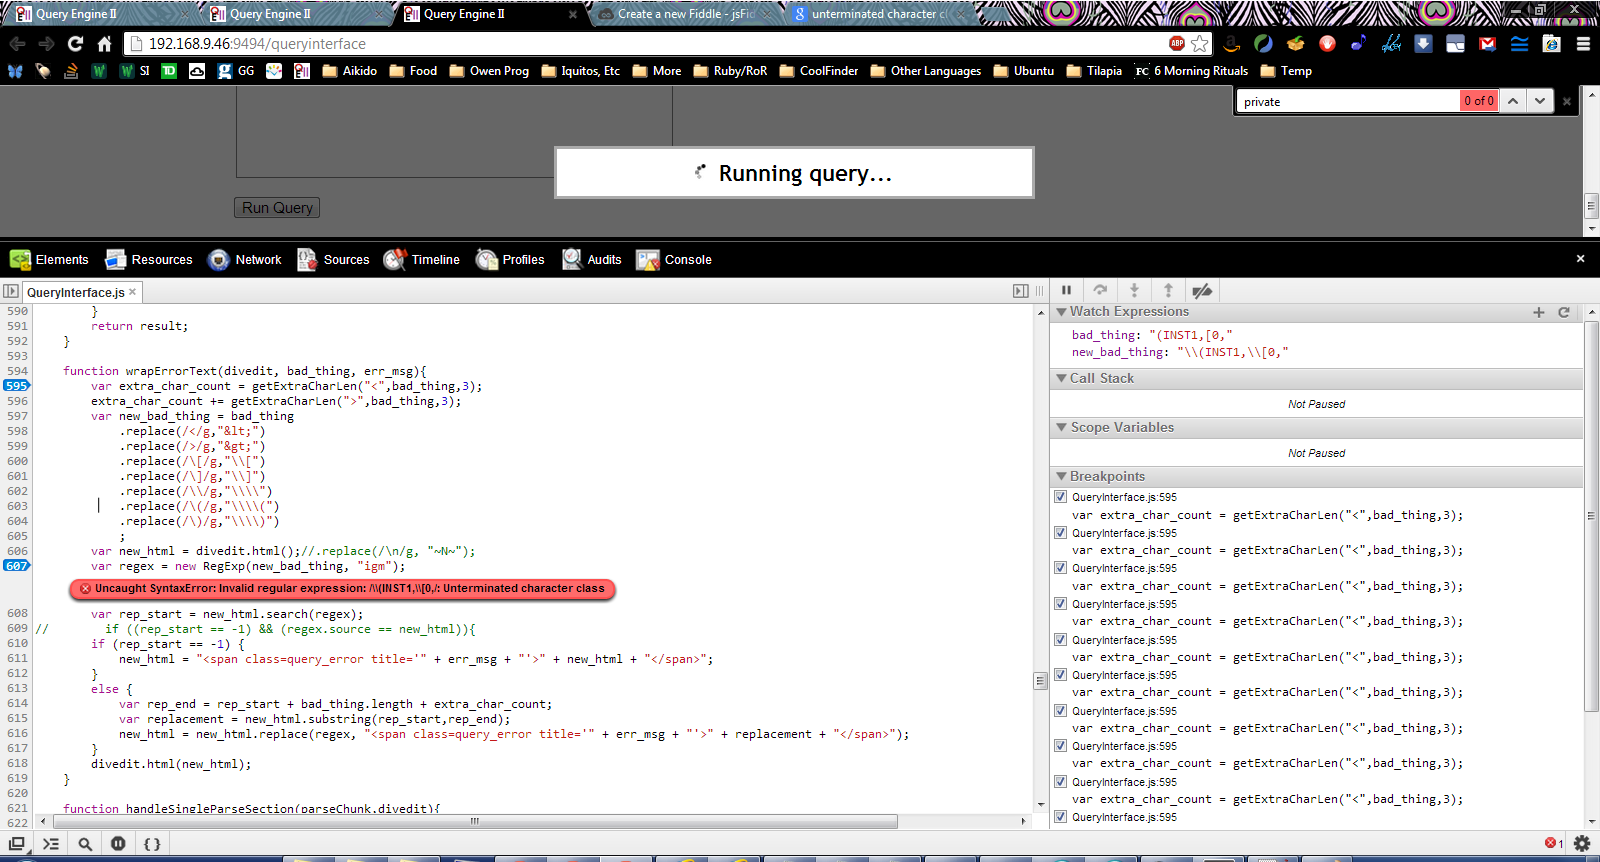 Query Engine II
Query Engine II
Query Engine II
Create a new Fiddle - jsFid
unterminated character cl
192.168.9.46:9494/queryinterface
ABP
SI
TD
GG
Aikido
Food
Owen Prog
Iquitos, Etc
More
Ruby/RoR
CoolFinder
Other Languages
Ubuntu
Tilapia
FC 6 Morning Rituals
Temp
private
0 of 0
Running query...
Run Query
Elements
Resources
Network
Sources
Timeline
Profiles
Audits
Console
QueryInterface.js
590 }
591 return result;
592 }
593
594 function wrapErrorText(divedit, bad_thing, err_msg){
595 var extra_char_count = getExtraCharLen("<",bad_thing,3);
596 extra_char_count += getExtraCharLen(">",bad_thing,3);
597 var new_bad_thing = bad_thing
598 .replace(/</g,"&lt;")
599 .replace(/>/g,"&gt;")
600 .replace(/\[/g,"\\[")
601 .replace(/\]/g,"\\]")
602 .replace(/\\/g,"\\\\")
603 .replace(/\(/g,"\\\\(")
604 .replace(/\)/g,"\\\\)")
605 ;
606 var new_html = divedit.html();//.replace(/\n/g, "~N~");
607 var regex = new RegExp(new_bad_thing, "igm");
Uncaught SyntaxError: Invalid regular expression: /\\(INST1,\\[0,/: Unterminated character class
608 var rep_start = new_html.search(regex);
609 // if ((rep_start == -1) && (regex.source == new_html)){
610 if (rep_start == -1) {
611 new_html = "<span class=query_error title='" + err_msg + "'>" + new_html + "</span>";
612 }
613 else {
614 var rep_end = rep_start + bad_thing.length + extra_char_count;
615 var replacement = new_html.substring(rep_start,rep_end);
616 new_html = new_html.replace(regex, "<span class=query_error title='" + err_msg + "'>" + replacement + "</span>");
617 }
618 divedit.html(new_html);
619 }
620
621 function handleSingleParseSection(parseChunk,divedit){
622
Watch Expressions
bad_thing: "(INST1,[0,"
new_bad_thing: "\\(INST1,\\[0,"
Call Stack
Not Paused
Scope Variables
Not Paused
Breakpoints
QueryInterface.js:595
var extra_char_count = getExtraCharLen("<",bad_thing,3);
QueryInterface.js:595
var extra_char_count = getExtraCharLen("<",bad_thing,3);
QueryInterface.js:595
var extra_char_count = getExtraCharLen("<",bad_thing,3);
QueryInterface.js:595
var extra_char_count = getExtraCharLen("<",bad_thing,3);
QueryInterface.js:595
var extra_char_count = getExtraCharLen("<",bad_thing,3);
QueryInterface.js:595
var extra_char_count = getExtraCharLen("<",bad_thing,3);
QueryInterface.js:595
var extra_char_count = getExtraCharLen("<",bad_thing,3);
QueryInterface.js:595
var extra_char_count = getExtraCharLen("<",bad_thing,3);
QueryInterface.js:595
var extra_char_count = getExtraCharLen("<",bad_thing,3);
QueryInterface.js:595
1